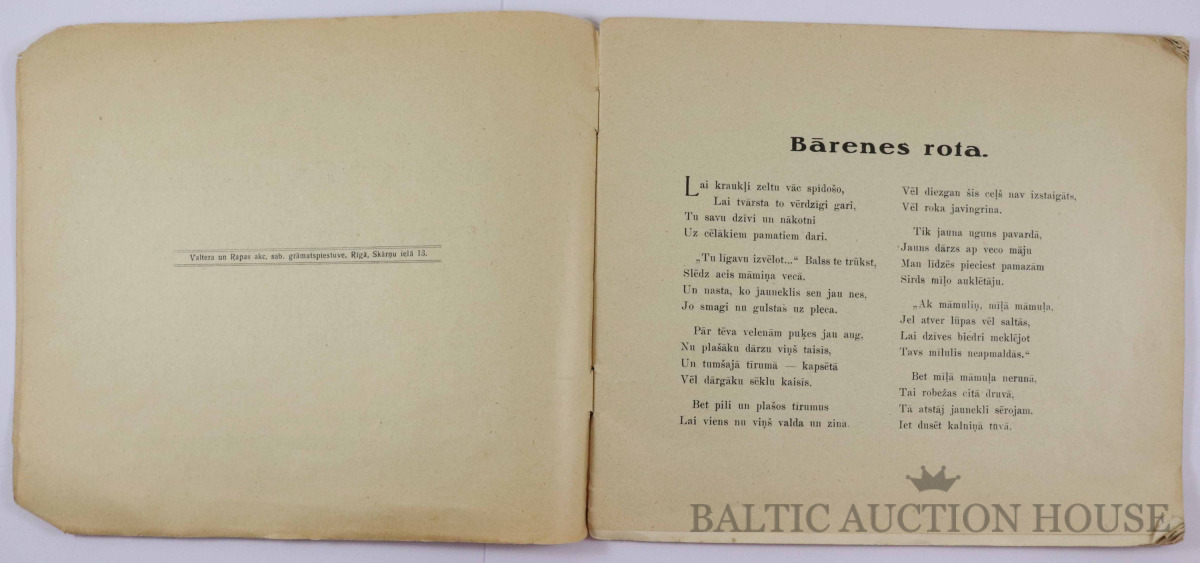 Valtera un Rapas akc. sab. grāmatspiestuve, Rīgā, Skārņu ielā 13.
Bārenes rota.
Lai kraukļi zeltu vāc spīdošo,
Lai tvārsta to vērdzīgi gari,
Tu savu dzīvi un nākotni
Uz cēlākiem pamatiem dari.
„Tu līgavu izvēlot...“ Balss te trūkst,
Slēdz acis māmiņa vecā.
Un nasta, ko jauneklis sen jau nes,
Jo smagi nu gulstas uz pleca.
Pār tēva velenām puķes jau aug,
Nu plašāku dārzu viņš taisīs,
Un tumšajā tīrumā — kapsētā
Vēl dārgāku sēklu kaisīs.
Bet pili un plašos tīrumus
Lai viens nu viņš valda un zina.
Vēl diezgan šis ceļš nav izstaigāts,
Vēl roka javingrina.
Tik jauna uguns pavardā,
Jauns dārzs ap veco māju
Man līdzēs pieciest pamazām
Sirds miļo auklētāju.
„Ak māmuliņ, miļā māmuļa,
Jel atver lūpas vēl saltās,
Lai dzīves biedri meklējot
Tavs mīlulis neapmaldās.“
Bet miļā māmuļa nerunā,
Tai robežas citā druvā,
Tā atstāj jaunekli sērojam,
Iet dusēt kalniņā tuvā.
BALTIC AUCTION HOUSE